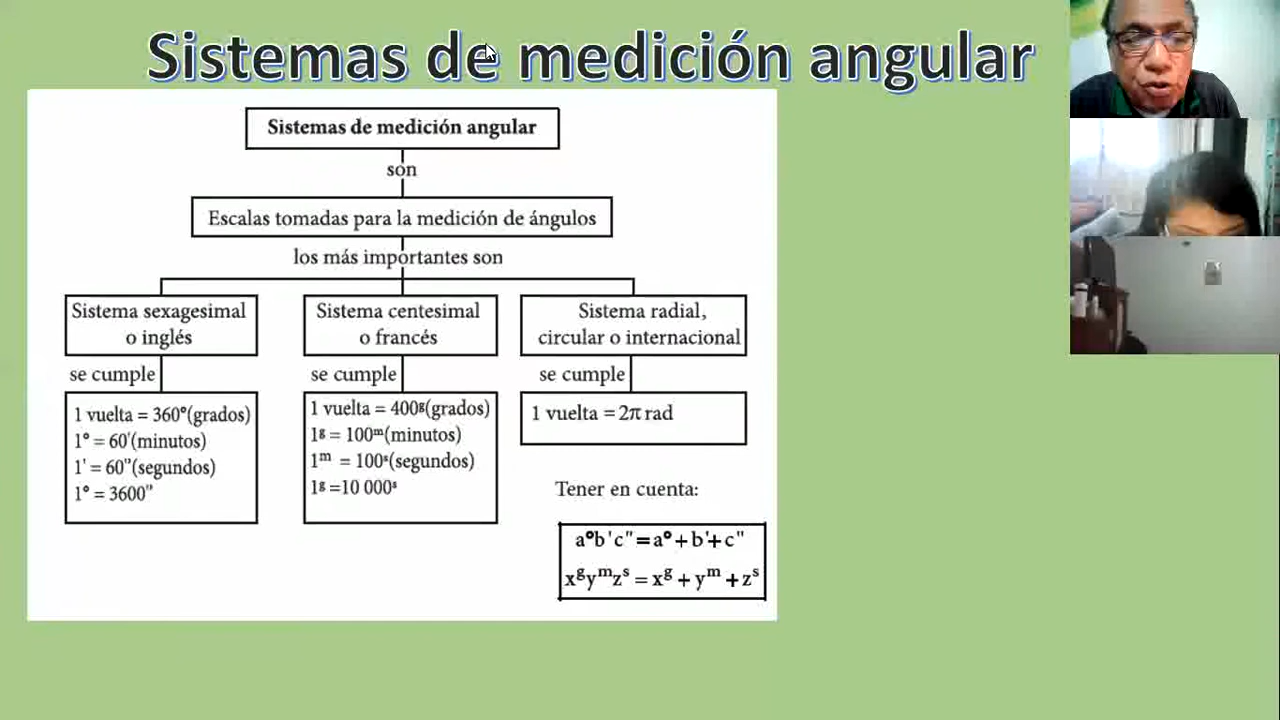 Sistemas de medición angular
Sistemas de medición angular
son
Escalas tomadas para la medición de ángulos
los más importantes son
Sistema sexagesimal
o inglés
se cumple
1 vuelta = 360°(grados)
1° = 60'(minutos)
1' = 60"(segundos)
1° = 3600"
Sistema centesimal
o francés
se cumple
1 vuelta = 400ᵍ(grados)
1ᵍ = 100ᵐ(minutos)
1ᵐ = 100ˢ(segundos)
1ᵍ =10 000ˢ
Sistema radial,
circular o internacional
se cumple
1 vuelta = 2π rad
Tener en cuenta:
a°b'c" = a° + b' + c"
xᵍyᵐzˢ = xᵍ + yᵐ + zˢ